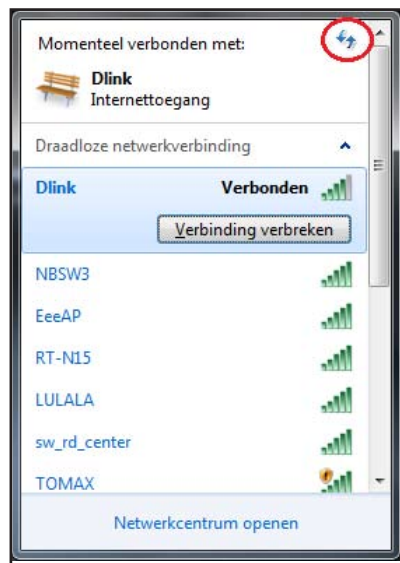 Momenteel verbonden met:
Dlink
Internettoegang
Draadloze netwerkverbinding
Dlink Verbonden
Verbinding verbreken
NBSW3
EeeAP
RT-N15
LULALA
sw_rd_center
TOMAX
Netwerkcentrum openen